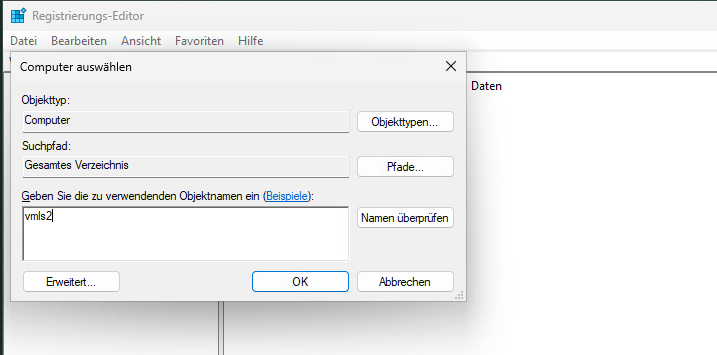 Registrierungs-Editor
Datei Bearbeiten Ansicht Favoriten Hilfe
Computer auswählen
Daten
Objekttyp:
Computer
Objekttypen...
Suchpfad:
Gesamtes Verzeichnis
Pfade...
Geben Sie die zu verwendenden Objektnamen ein (Beispiele):
vmls2
Namen überprüfen
Erweitert...
OK
Abbrechen